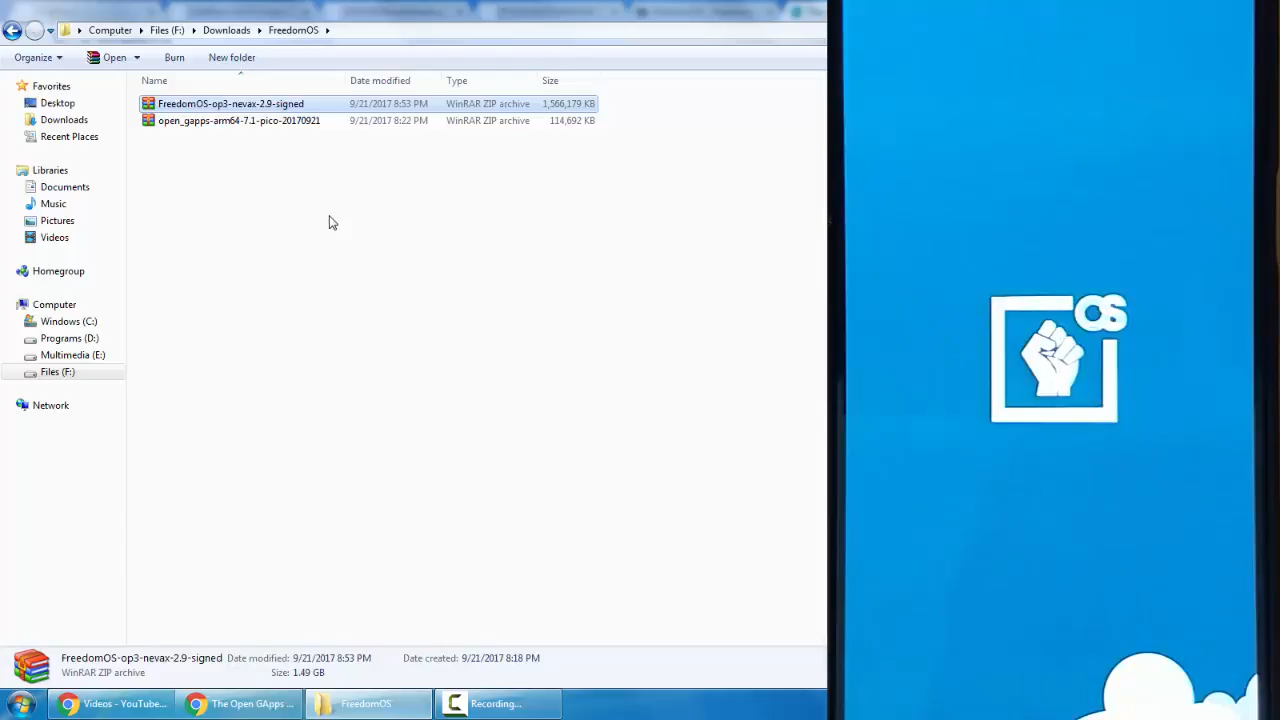 Computer Files (F:) Downloads FreedomOS
Organize Open Burn New folder
Name Date modified Type Size
FreedomOS-op3-nevax-2.9-signed 9/21/2017 8:53 PM WinRAR ZIP archive 1,566,179 KB
open_gapps-arm64-7.1-pico-20170921 9/21/2017 8:22 PM WinRAR ZIP archive 114,692 KB
Favorites
Desktop
Downloads
Recent Places
Libraries
Documents
Music
Pictures
Videos
Homegroup
Computer
Windows (C:)
Programs (D:)
Multimedia (E:)
Files (F:)
Network
OS
FreedomOS-op3-nevax-2.9-signed Date modified: 9/21/2017 8:53 PM Date created: 9/21/2017 8:18 PM
WinRAR ZIP archive Size: 1.49 GB
Videos - YouTube... The Open GApps ... FreedomOS Recording...